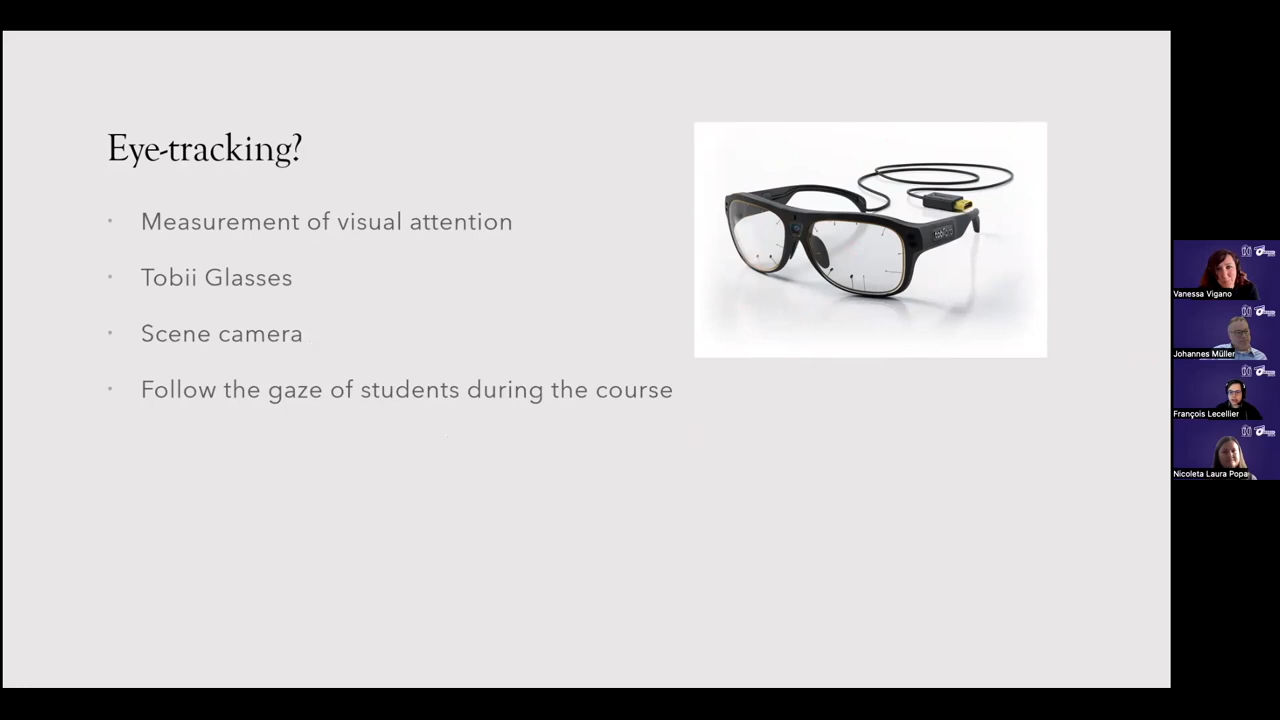 Eye-tracking?
• Measurement of visual attention
• Tobii Glasses
• Scene camera
• Follow the gaze of students during the course
Vanessa Vigano
Johannes Müller
François Lecellier
Nicoleta Laura Popa